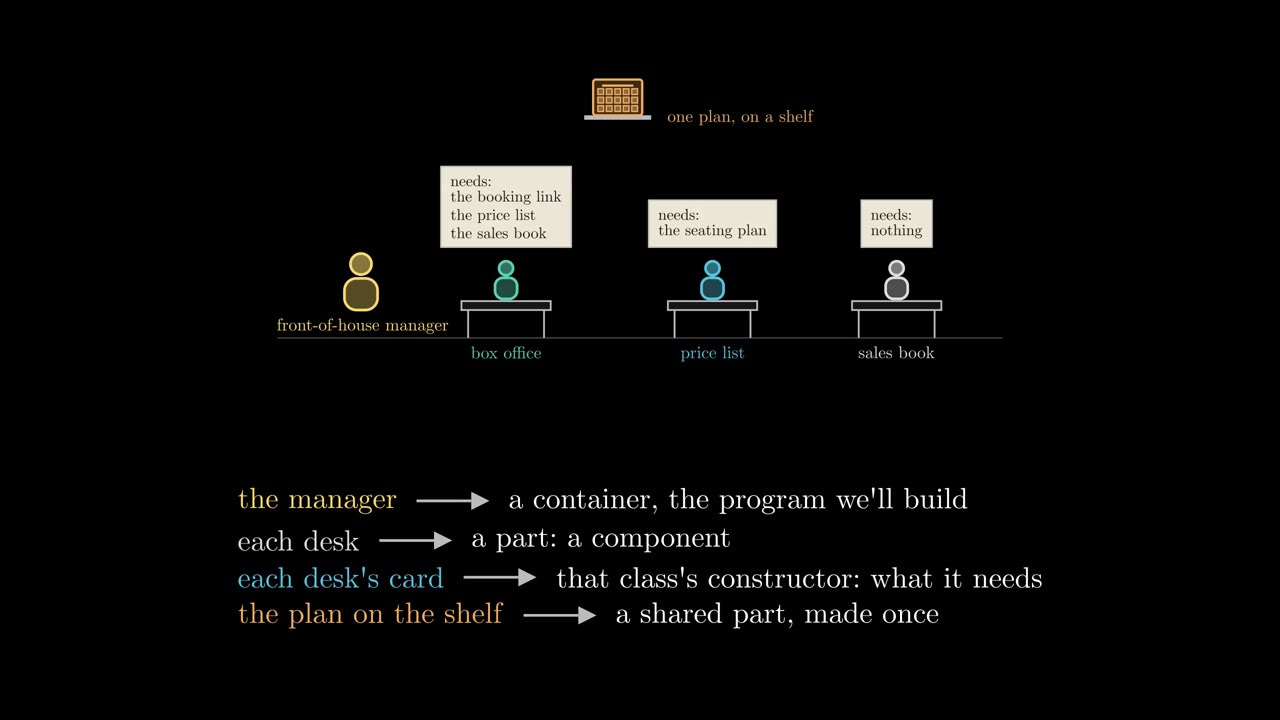 one plan, on a shelf
needs:
the booking link
the price list
the sales book
needs:
the seating plan
needs:
nothing
front-of-house manager
box office
price list
sales book
the manager → a container, the program we'll build
each desk → a part: a component
each desk's card → that class's constructor: what it needs
the plan on the shelf → a shared part, made once